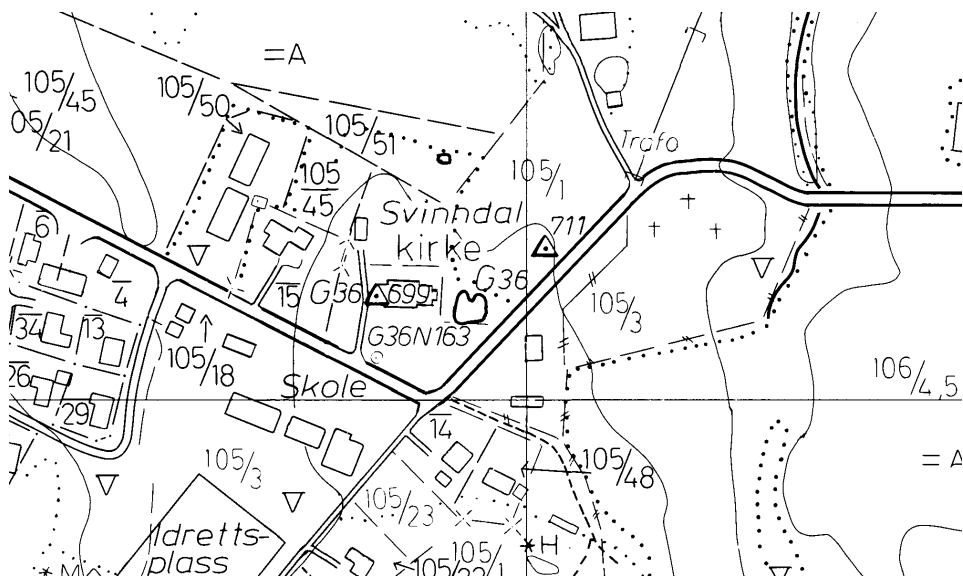 = A
105/45
105/50
05/21
105/51
Trafo
105/1
105
45
Svinndal
kirke
711
6
4
15
G36
699
G36
34
13
G36N163
105/3
105/18
26
Skole
29
106/4,5
14
105/3
105/48
= A
105/23
Idretts-
plass
H
105/1